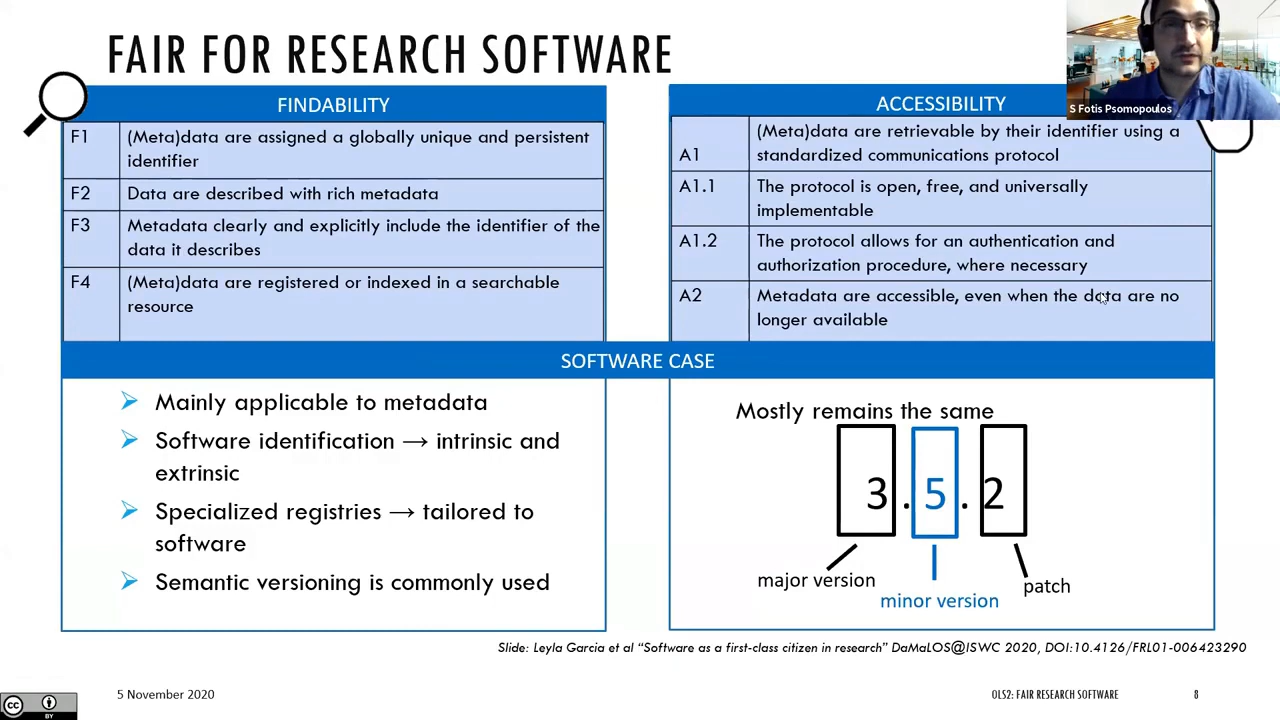 FAIR FOR RESEARCH SOFTWARE
S Fotis Psomopoulos
FINDABILITY
F1 (Meta)data are assigned a globally unique and persistent
identifier
F2 Data are described with rich metadata
F3 Metadata clearly and explicitly include the identifier of the
data it describes
F4 (Meta)data are registered or indexed in a searchable
resource
ACCESSIBILITY
(Meta)data are retrievable by their identifier using a
A1 standardized communications protocol
A1.1 The protocol is open, free, and universally
implementable
A1.2 The protocol allows for an authentication and
authorization procedure, where necessary
A2 Metadata are accessible, even when the data are no
longer available
SOFTWARE CASE
Mainly applicable to metadata
Software identification → intrinsic and
extrinsic
Specialized registries → tailored to
software
Semantic versioning is commonly used
Mostly remains the same
3.5.2
major version
minor version
patch
Slide: Leyla Garcia et al “Software as a first-class citizen in research” DaMaLOS@ISWC 2020, DOI:10.4126/FRL01-006423290
cc BY
5 November 2020
OLS2: FAIR RESEARCH SOFTWARE
8